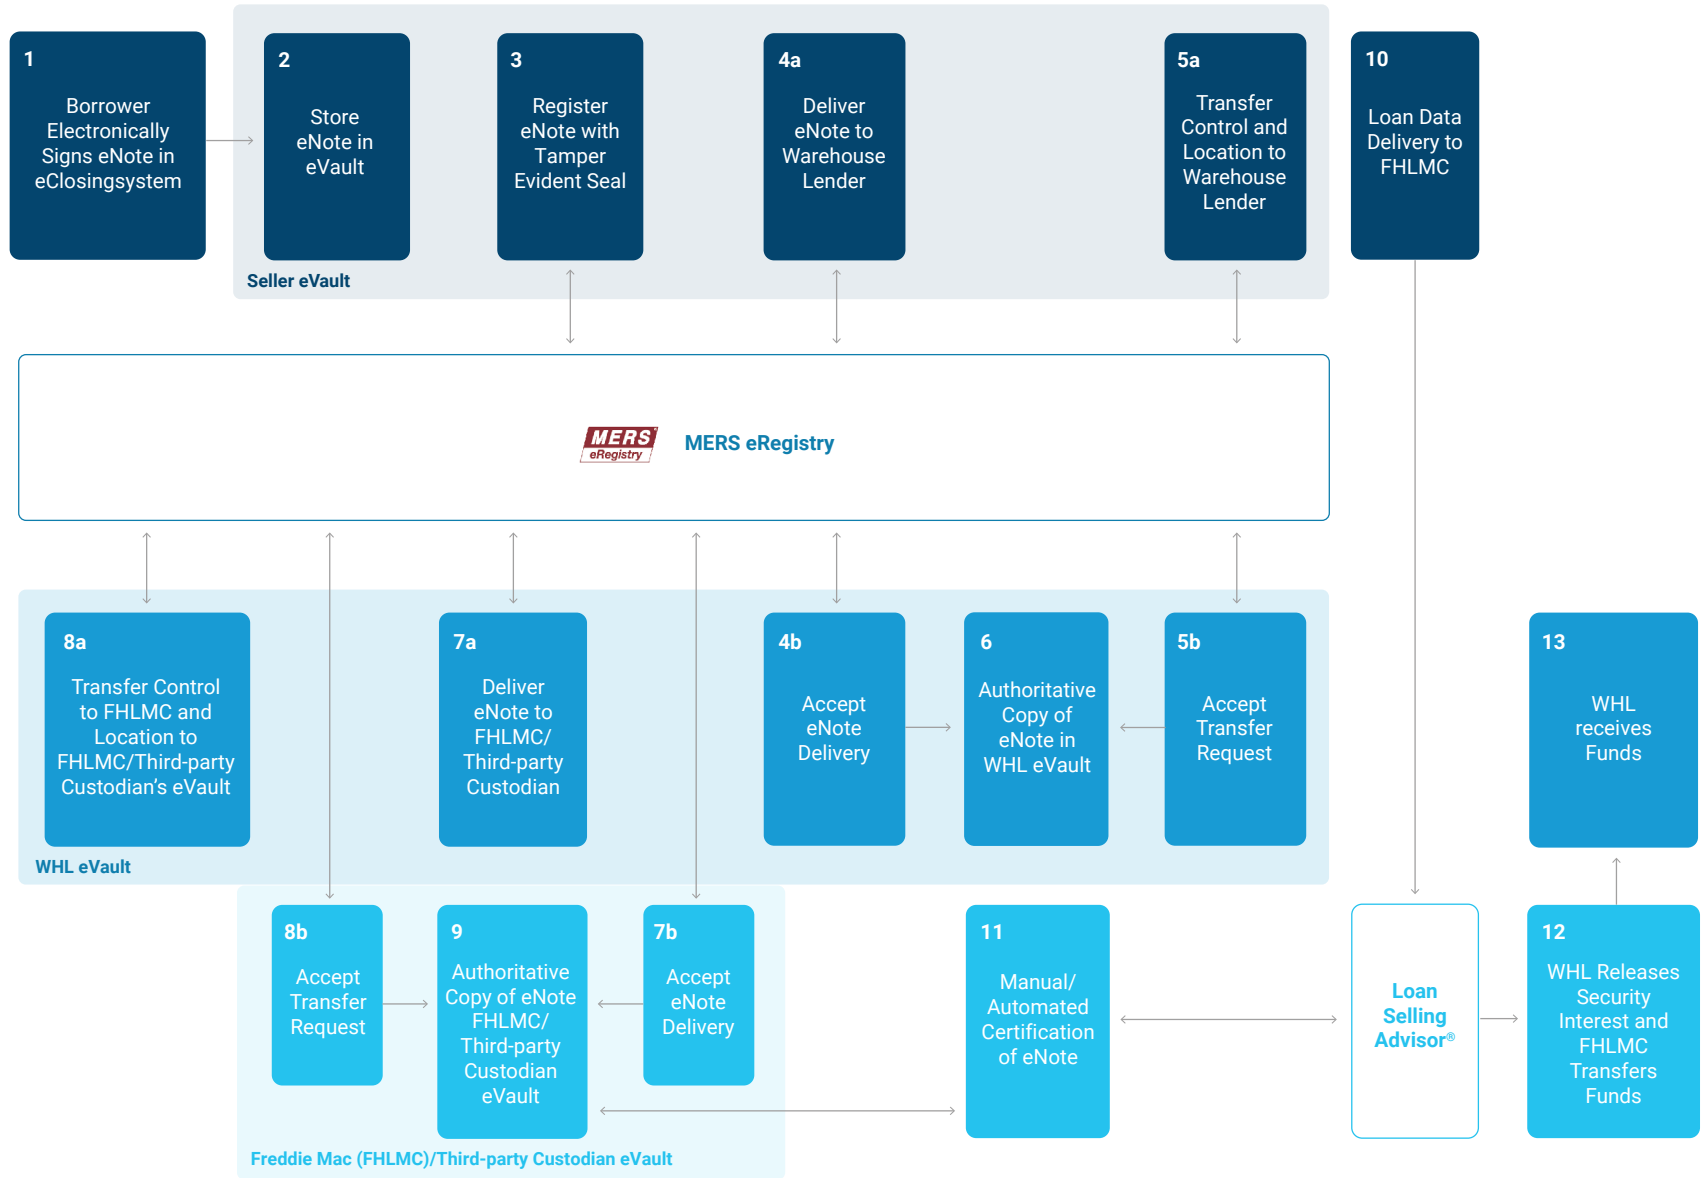 1
Borrower
Electronically
Signs eNote in
eClosingsystem
2
Store
eNote in
eVault
3
Register
eNote with
Tamper
Evident Seal
4a
Deliver
eNote to
Warehouse
Lender
5a
Transfer
Control and
Location to
Warehouse
Lender
10
Loan Data
Delivery to
FHLMC
Seller eVault
MERS
eRegistry
MERS eRegistry
8a
Transfer Control
to FHLMC and
Location to
FHLMC/Third-party
Custodian’s eVault
7a
Deliver
eNote to
FHLMC/
Third-party
Custodian
4b
Accept
eNote
Delivery
6
Authoritative
Copy of
eNote in
WHL eVault
5b
Accept
Transfer
Request
13
WHL
receives
Funds
WHL eVault
8b
Accept
Transfer
Request
9
Authoritative
Copy of eNote
FHLMC/
Third-party
Custodian
eVault
7b
Accept
eNote
Delivery
11
Manual/
Automated
Certification
of eNote
Loan
Selling
Advisor®
12
WHL Releases
Security
Interest and
FHLMC
Transfers
Funds
Freddie Mac (FHLMC)/Third-party Custodian eVault